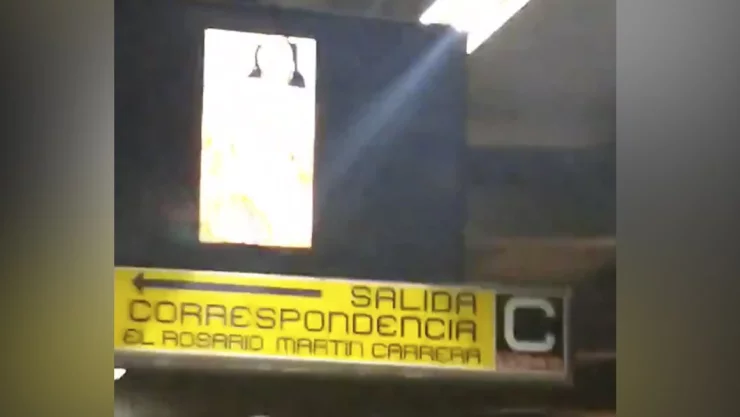 SALIDA
CORRESPONDENCIA
EL ROSARIO MARTIN CARRERA
C